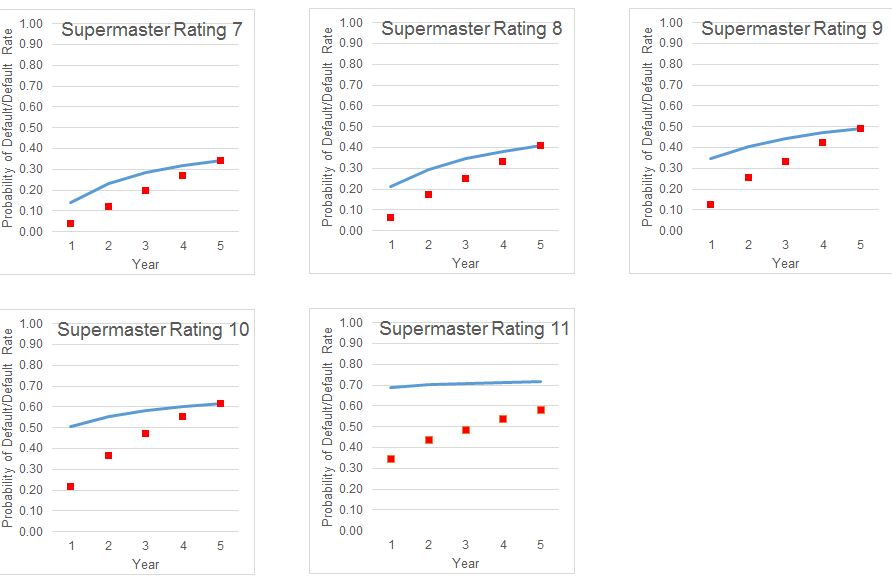 Supermaster Rating 7
Probability of Default/Default Rate
1.00
0.90
0.80
0.70
0.60
0.50
0.40
0.30
0.20
0.10
0.00
1 2 3 4 5
Year
Supermaster Rating 8
Probability of Default/Default Rate
1.00
0.90
0.80
0.70
0.60
0.50
0.40
0.30
0.20
0.10
0.00
1 2 3 4 5
Year
Supermaster Rating 9
Probability of Default/Default Rate
1.00
0.90
0.80
0.70
0.60
0.50
0.40
0.30
0.20
0.10
0.00
1 2 3 4 5
Year
Supermaster Rating 10
Probability of Default/Default Rate
1.00
0.90
0.80
0.70
0.60
0.50
0.40
0.30
0.20
0.10
0.00
1 2 3 4 5
Year
Supermaster Rating 11
Probability of Default/Default Rate
1.00
0.90
0.80
0.70
0.60
0.50
0.40
0.30
0.20
0.10
0.00
1 2 3 4 5
Year